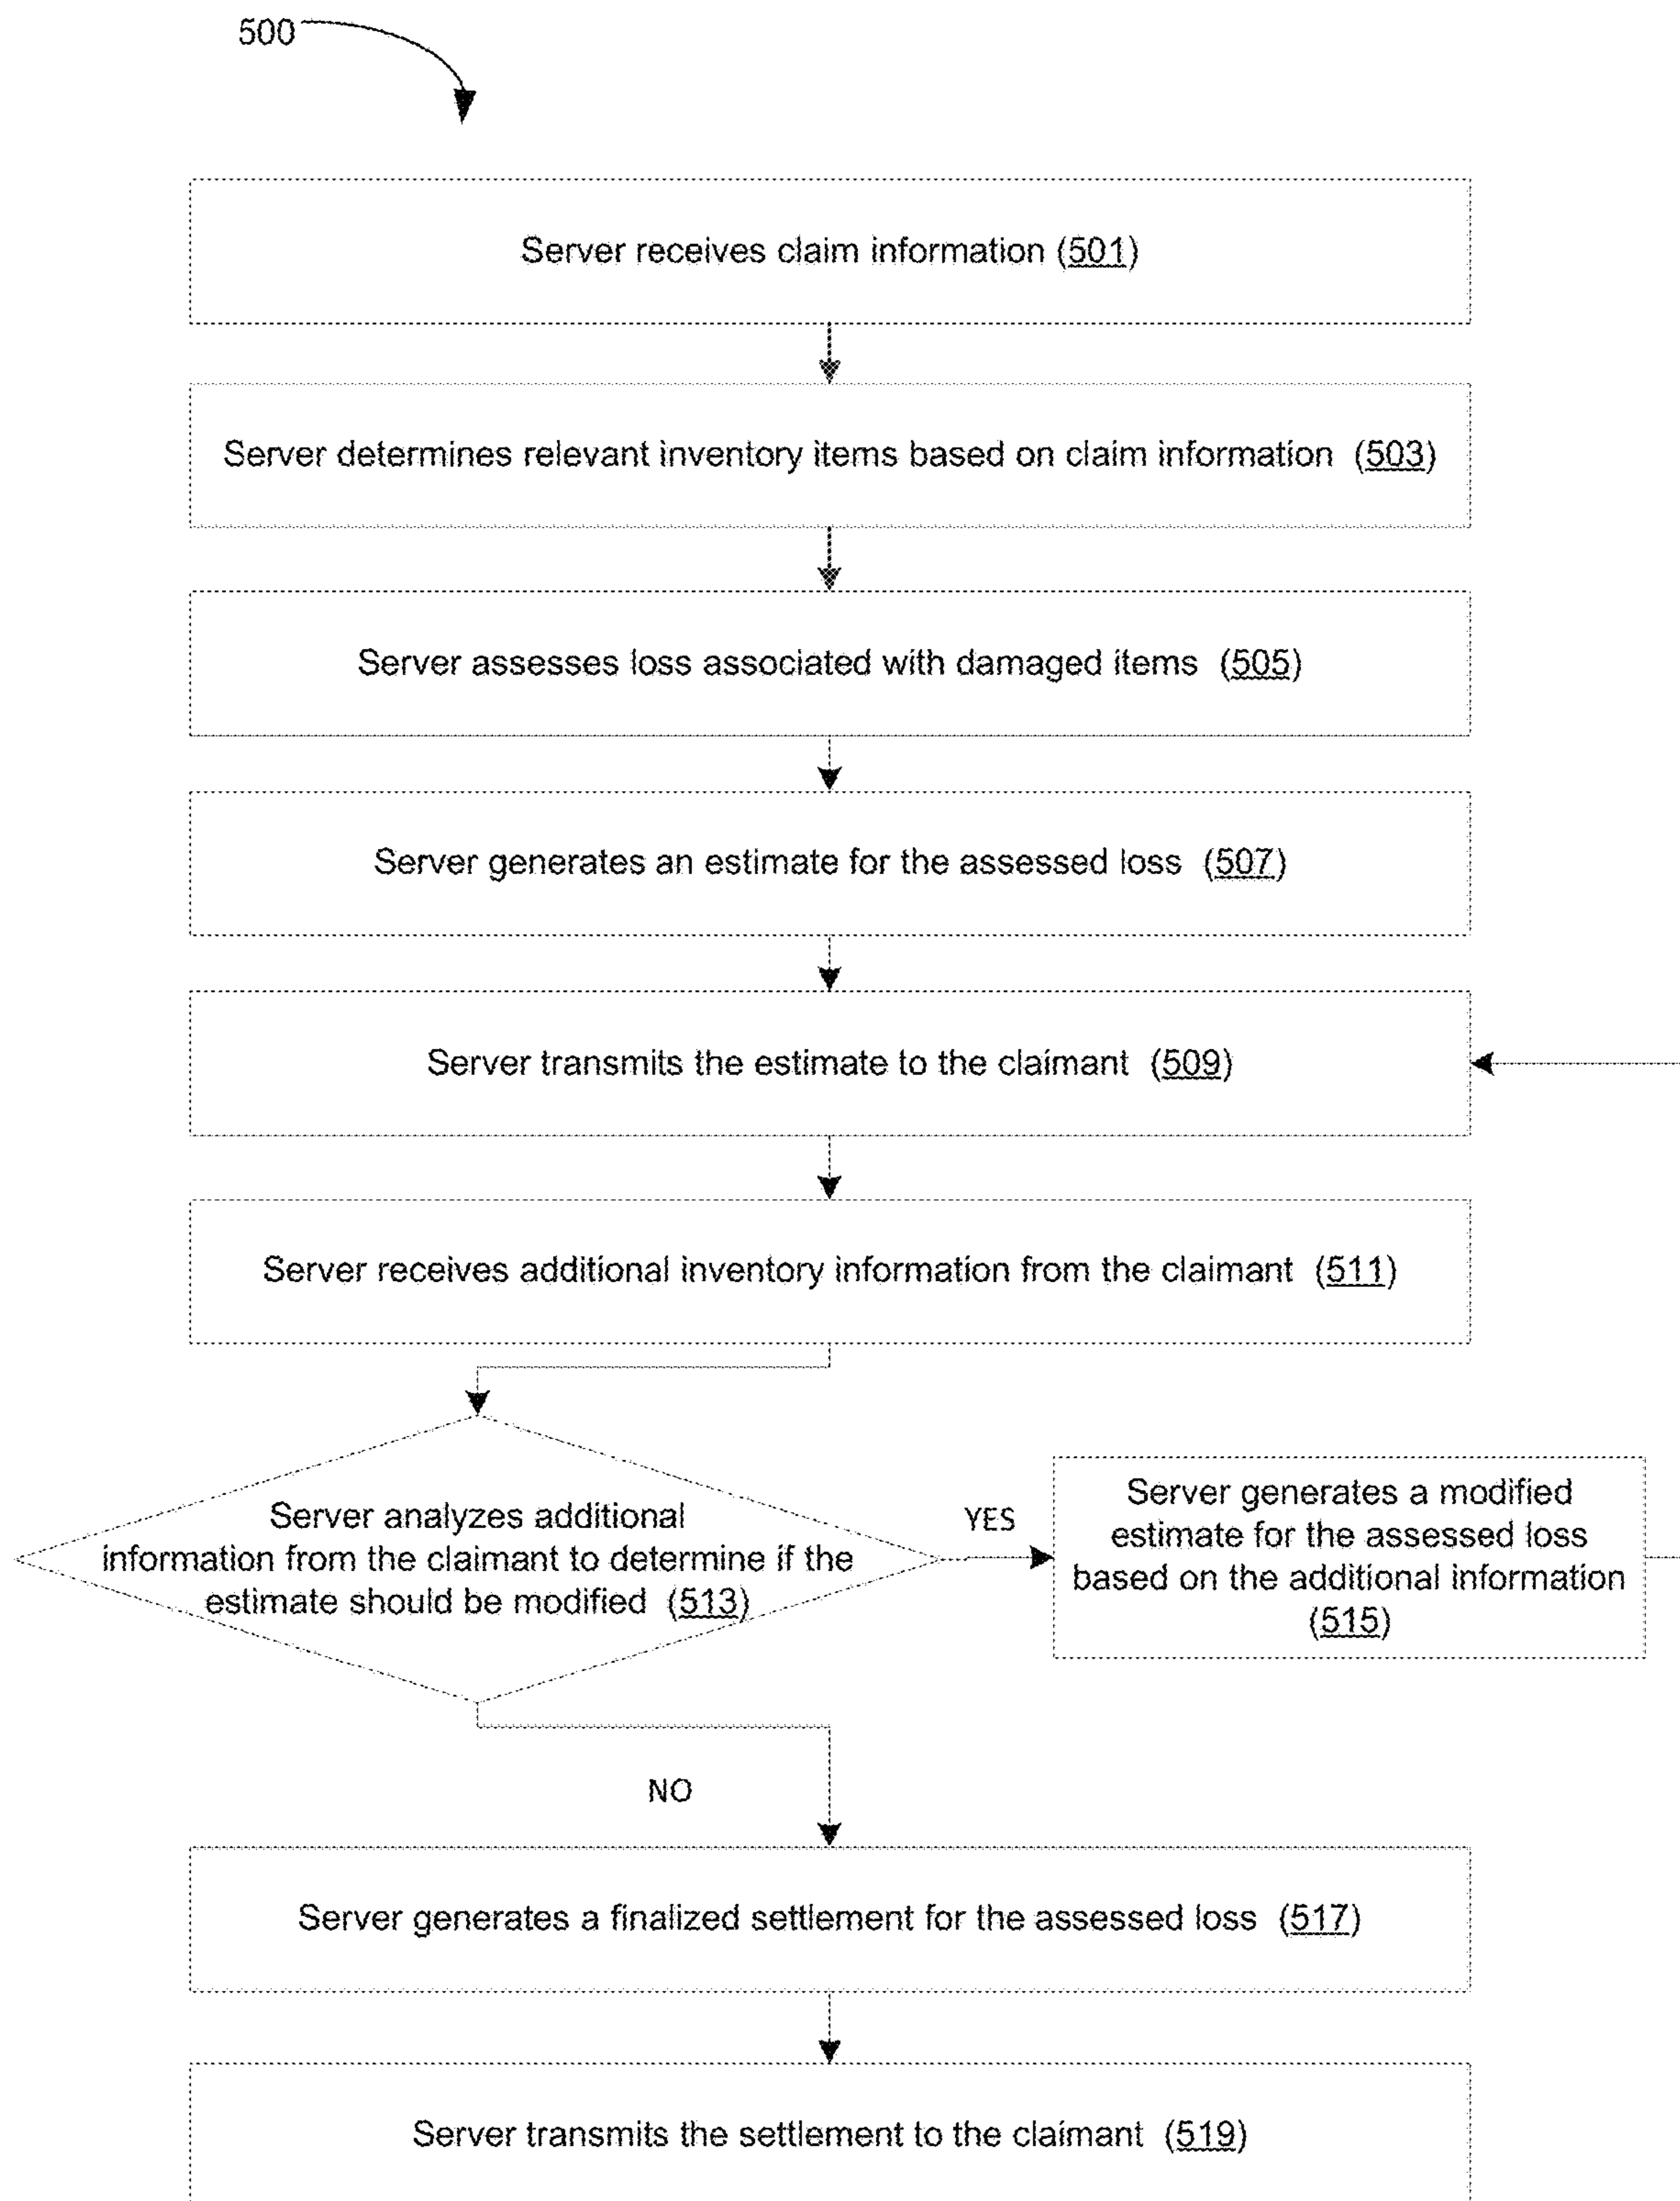 500
Server receives claim information (501)
Server determines relevant inventory items based on claim information (503)
Server assesses loss associated with damaged items (505)
Server generates an estimate for the assessed loss (507)
Server transmits the estimate to the claimant (509)
Server receives additional inventory information from the claimant (511)
Server analyzes additional
information from the claimant to determine if the
estimate should be modified (513)
YES
Server generates a modified
estimate for the assessed loss
based on the additional information
(515)
NO
Server generates a finalized settlement for the assessed loss (517)
Server transmits the settlement to the claimant (519)